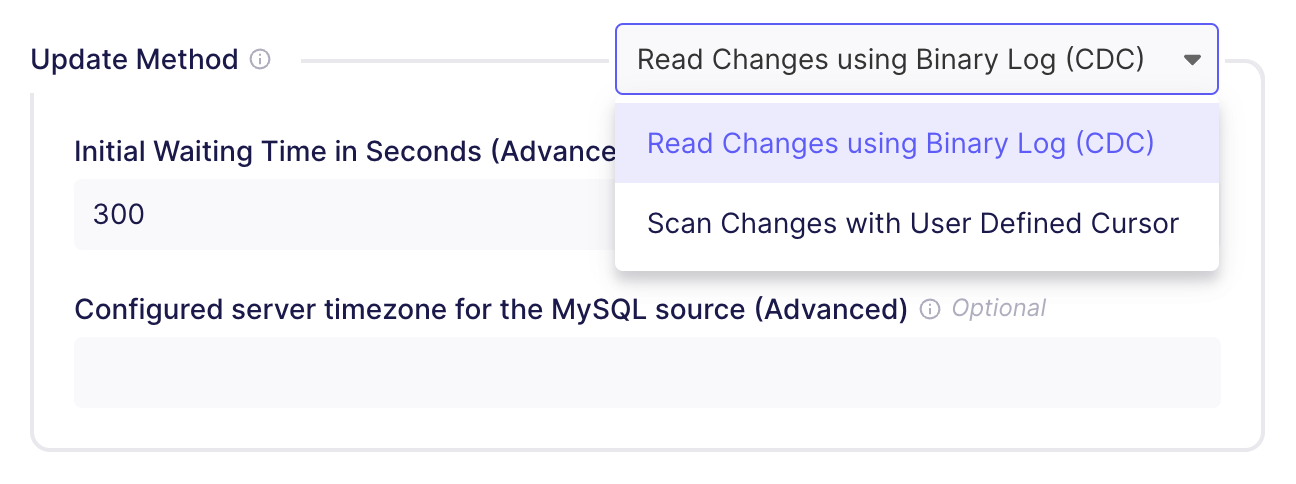 Update Method
Read Changes using Binary Log (CDC)
Read Changes using Binary Log (CDC)
Scan Changes with User Defined Cursor
Initial Waiting Time in Seconds (Advance
300
Configured server timezone for the MySQL source (Advanced) Optional